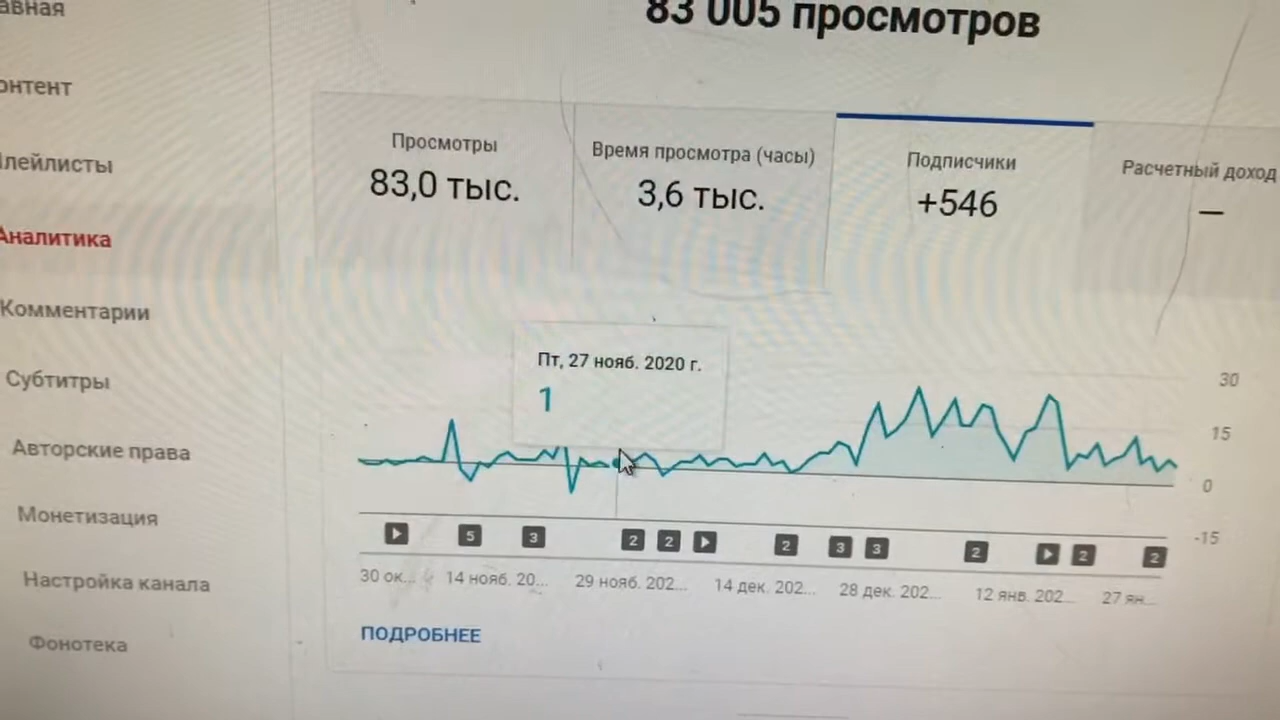 авная
онтент
лейлисты
Аналитика
Комментарии
Субтитры
Авторские права
Монетизация
Настройка канала
Фонотека
83 005 просмотров
Просмотры
83,0 тыс.
Время просмотра (часы)
3,6 тыс.
Подписчики
+546
Расчетный доход
—
Пт, 27 нояб. 2020 г.
1
30
15
0
-15
5 3 2 2 2 3 3 2 2 2
30 ок... 14 нояб. 20... 29 нояб. 202... 14 дек. 202... 28 дек. 202... 12 янв. 202... 27 ян...
ПОДРОБНЕЕ